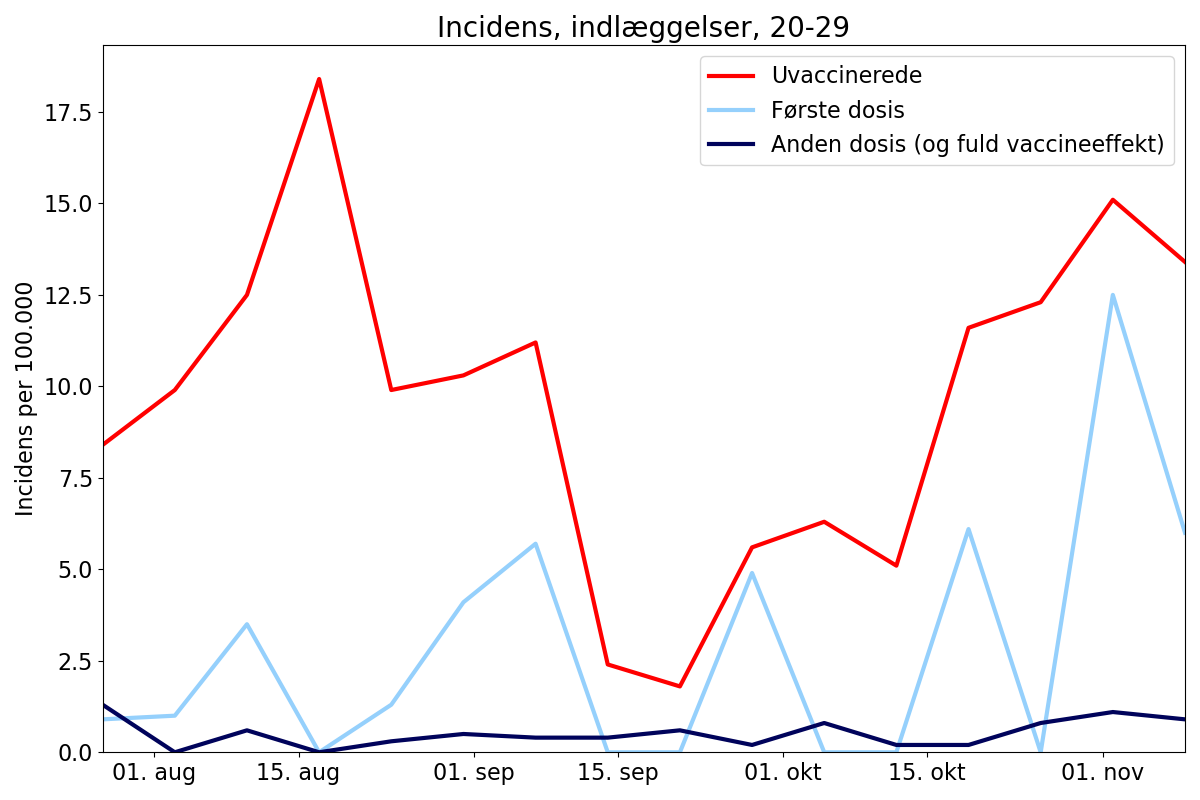 Incidens, indlæggelser, 20-29
Uvaccinerede
Første dosis
Anden dosis (og fuld vaccineeffekt)
Incidens per 100.000
17.5
15.0
12.5
10.0
7.5
5.0
2.5
0.0
01. aug
15. aug
01. sep
15. sep
01. okt
15. okt
01. nov